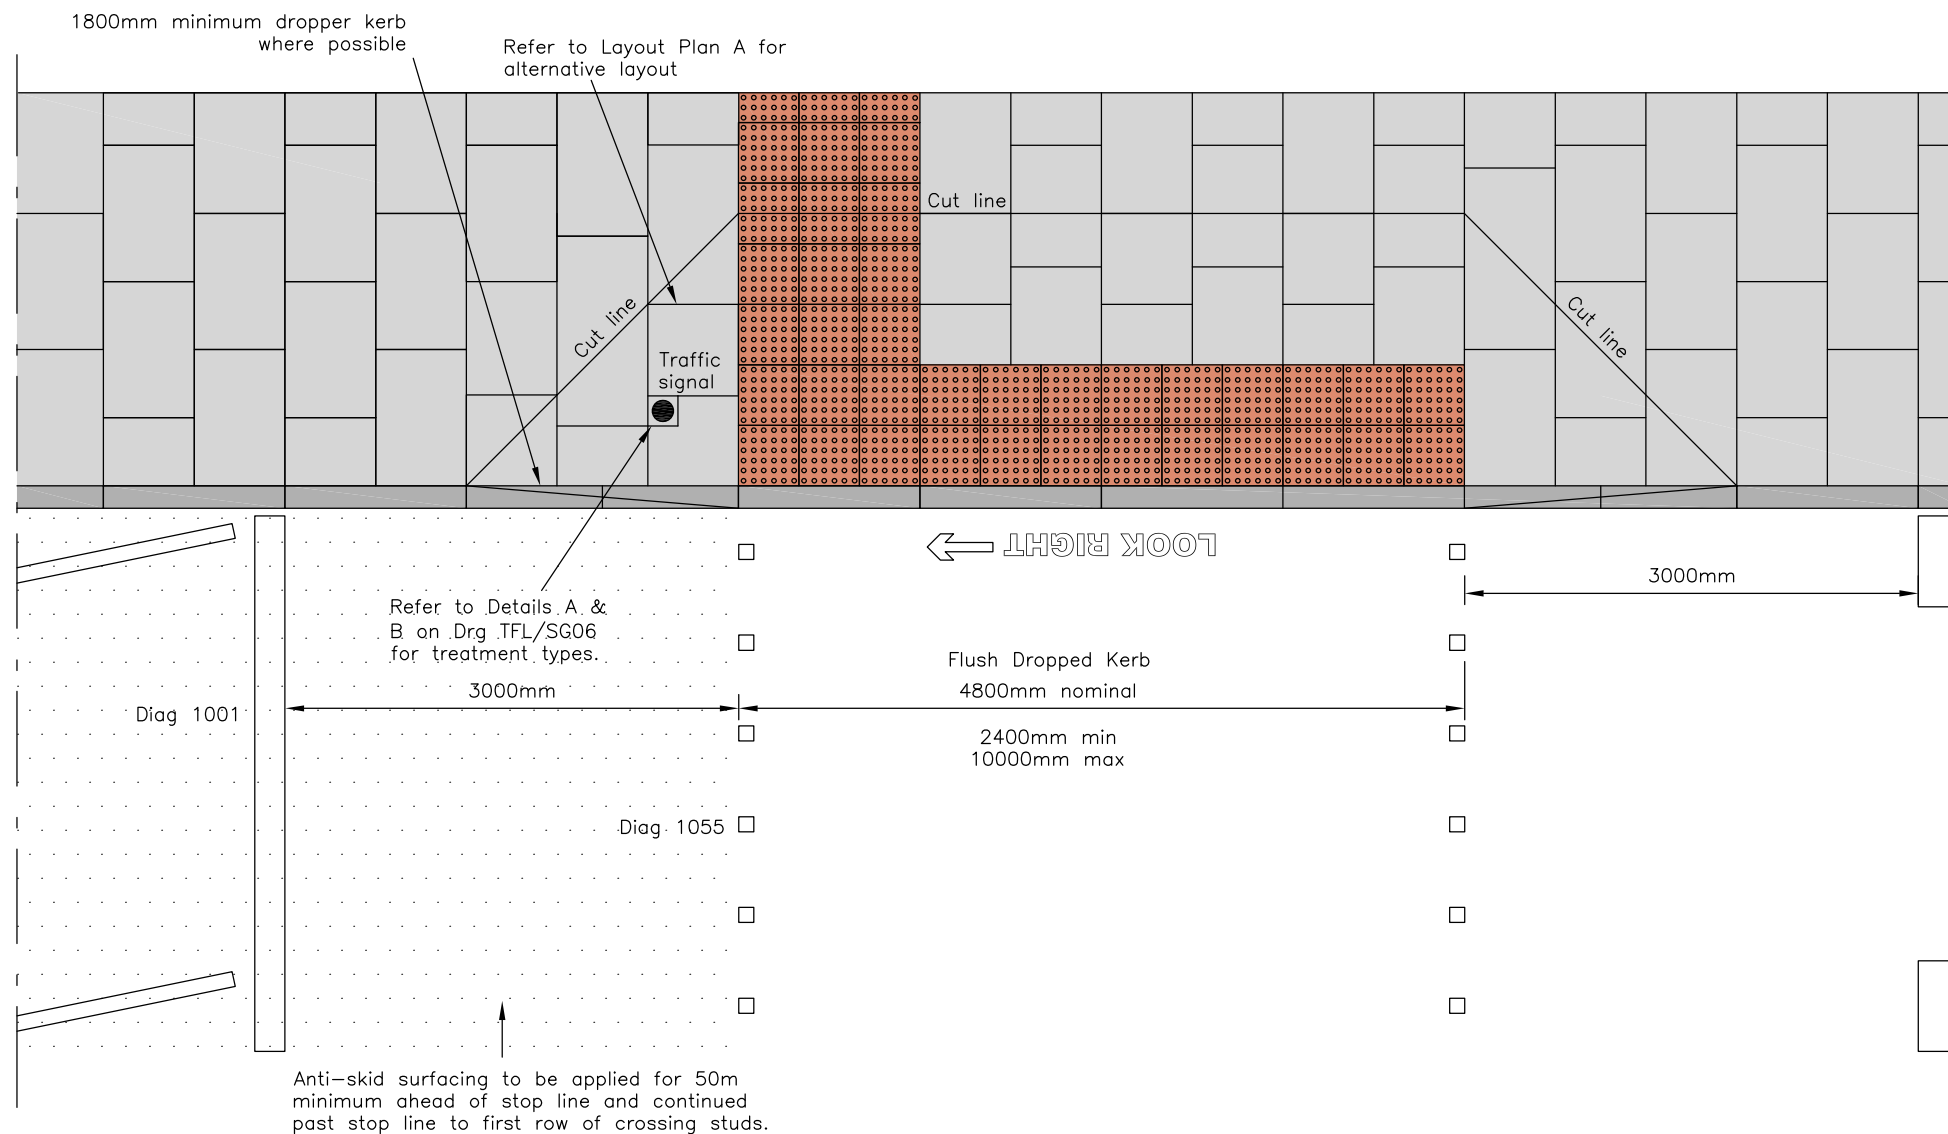 1800mm minimum dropper kerb
where possible
Refer to Layout Plan A for
alternative layout
Cut line
Cut line
Cut line
Traffic
signal
LOOK RIGHT
3000mm
Refer to Details A &
B on Drg TFL/SG06
for treatment types.
Flush Dropped Kerb
3000mm
4800mm nominal
Diag 1001
2400mm min
10000mm max
Diag 1055
Anti-skid surfacing to be applied for 50m
minimum ahead of stop line and continued
past stop line to first row of crossing studs.